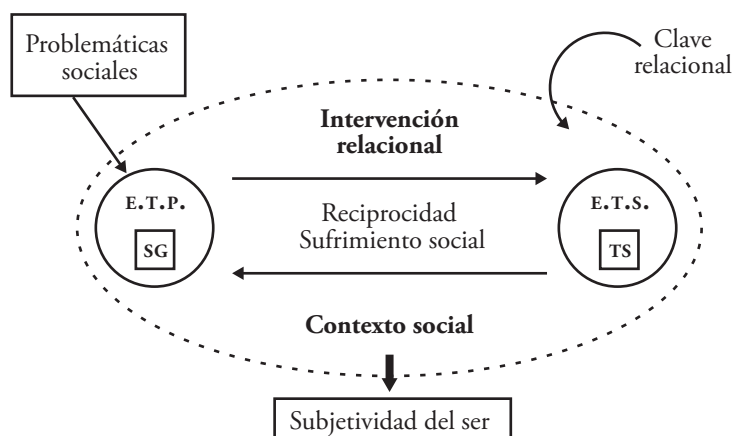 Problemáticas
sociales
Clave
relacional
Intervención
relacional
E.T.P.
SG
Reciprocidad
Sufrimiento social
E.T.S.
TS
Contexto social
Subjetividad del ser